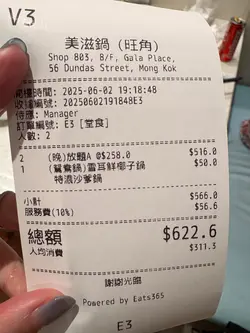 V3
美滋鍋 (旺角)
Shop 803, 8/F, Gala Place,
56 Dundas Street, Mong Kok
開檯時間: 2025-06-02 19:18:48
收據編號: 202506021918484E3
侍應: Manager
訂單編號: E3 [堂食]
人數: 2
2 (晚)放題A @$258.0 $516.0
1 (鴛鴦鍋)雪耳鮮椰子鍋 $50.0
特濃沙爹鍋
小計 $566.0
服務費(10%) $56.6
總額 $622.6
人均消費 $311.3
謝謝光臨
Powered by Eats365
E3